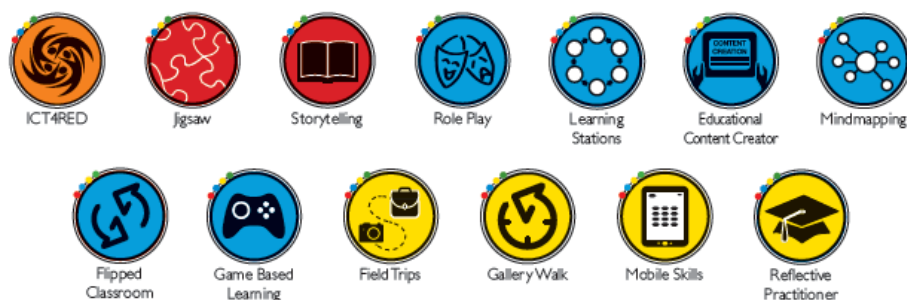 CONTENT
CREATION
ICT4RED
Jigsaw
Storytelling
Role Play
Learning
Stations
Educational
Content Creator
Mindmapping
Flipped
Classroom
Game Based
Learning
Field Trips
Gallery Walk
Mobile Skills
Reflective
Practitioner